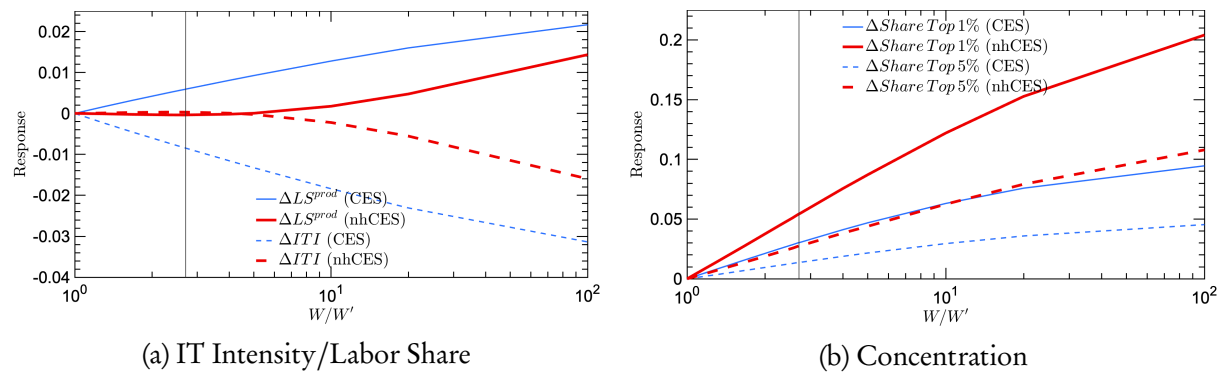 0.02
0.01
0
-0.01
-0.02
-0.03
-0.04
Response
ΔLS^prod (CES)
ΔLS^prod (nhCES)
ΔITI (CES)
ΔITI (nhCES)
10^0
10^1
10^2
W/W'
(a) IT Intensity/Labor Share
0.2
0.15
0.1
0.05
0
Response
ΔShare Top 1% (CES)
ΔShare Top 1% (nhCES)
ΔShare Top 5% (CES)
ΔShare Top 5% (nhCES)
10^0
10^1
10^2
W/W'
(b) Concentration